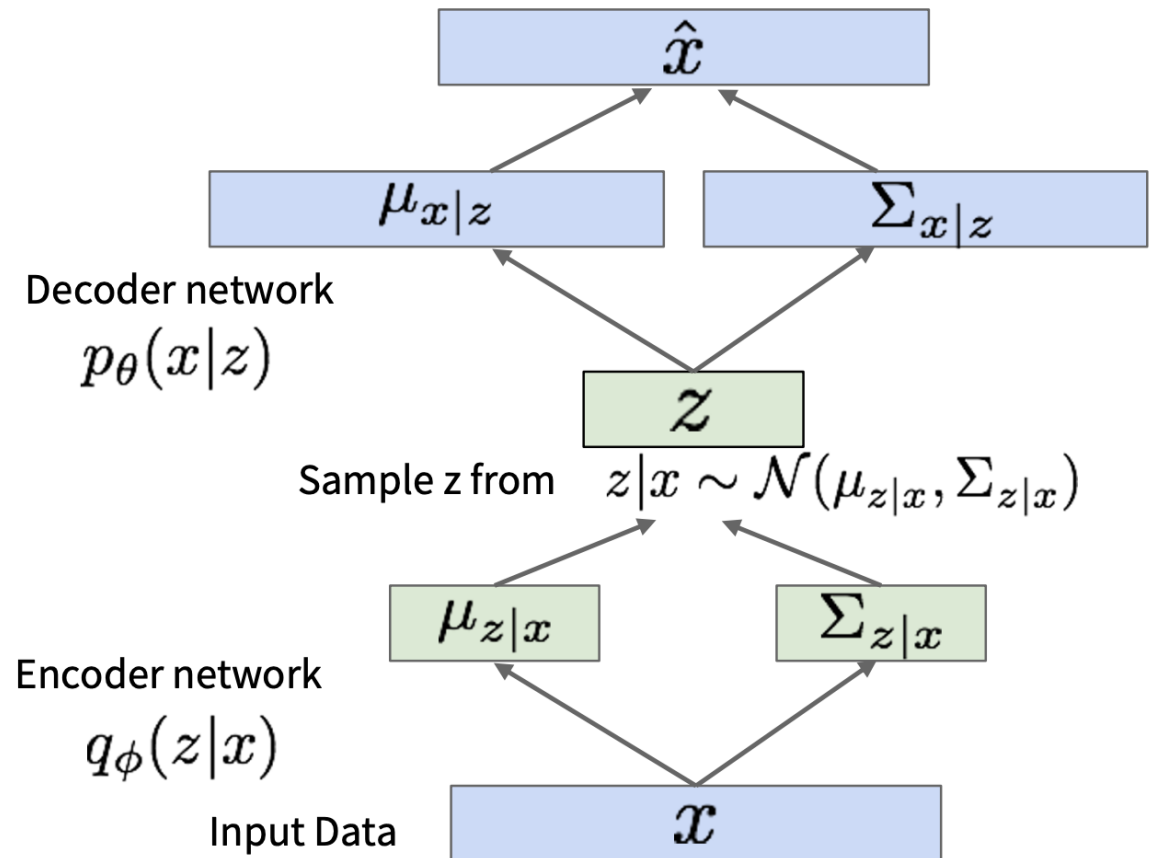 x̂
μ_{x|z} Σ_{x|z}
Decoder network
p_θ(x|z)
z
Sample z from z|x ~ 𝒩(μ_{z|x}, Σ_{z|x})
μ_{z|x} Σ_{z|x}
Encoder network
q_ϕ(z|x)
Input Data x